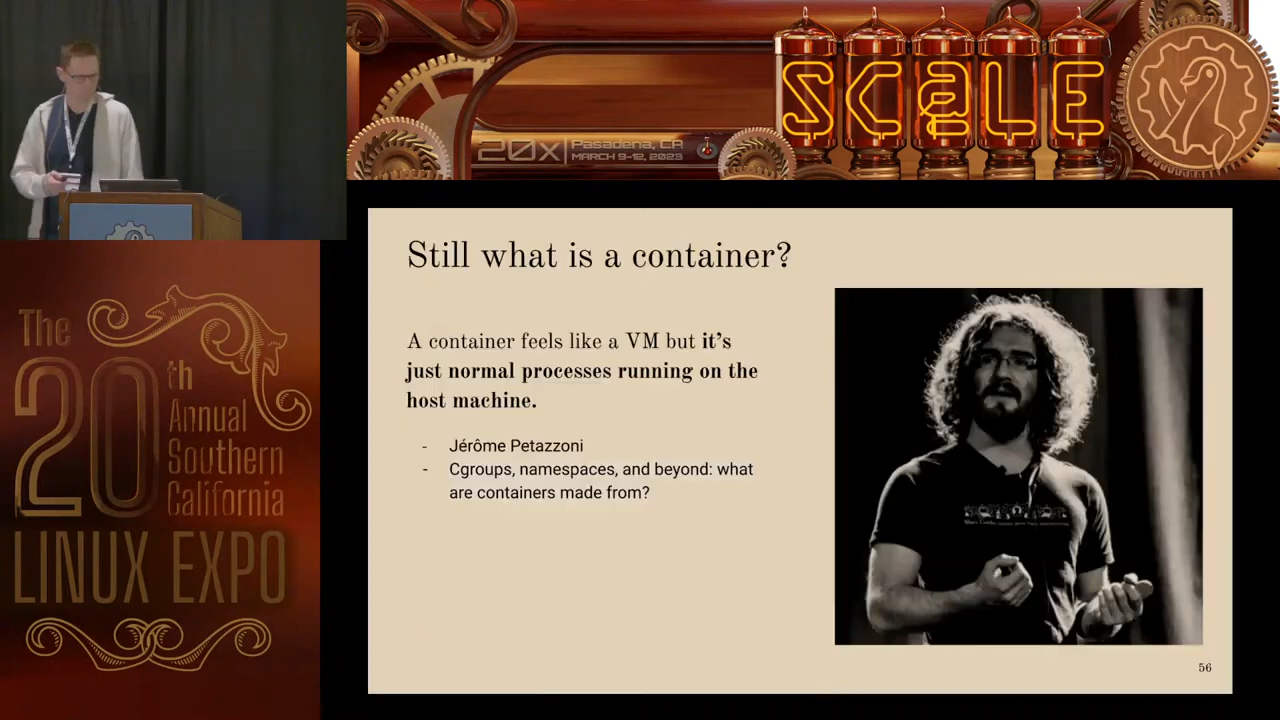 SCaLE
20x
Pasadena, CA
MARCH 9-12, 2023
The
20th
Annual
Southern
California
LINUX EXPO
Still what is a container?
A container feels like a VM but it's
just normal processes running on the
host machine.
- Jérôme Petazzoni
- Cgroups, namespaces, and beyond: what
are containers made from?
56